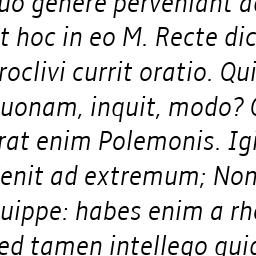 uo genere perveniant a
t hoc in eo M. Recte dic
roclivi currit oratio. Qui
uonam, inquit, modo?
rat enim Polemonis. Igi
enit ad extremum; Non
uippe: habes enim a rhe
ed tamen intellego quid